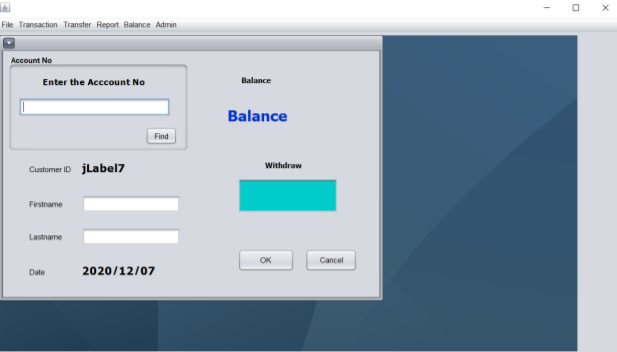 File Transaction Transfer Report Balance Admin
Account No
Enter the Acccount No
Find
Customer ID jLabel7
Firstname
Lastname
Date 2020/12/07
Balance
Balance
Withdraw
OK Cancel